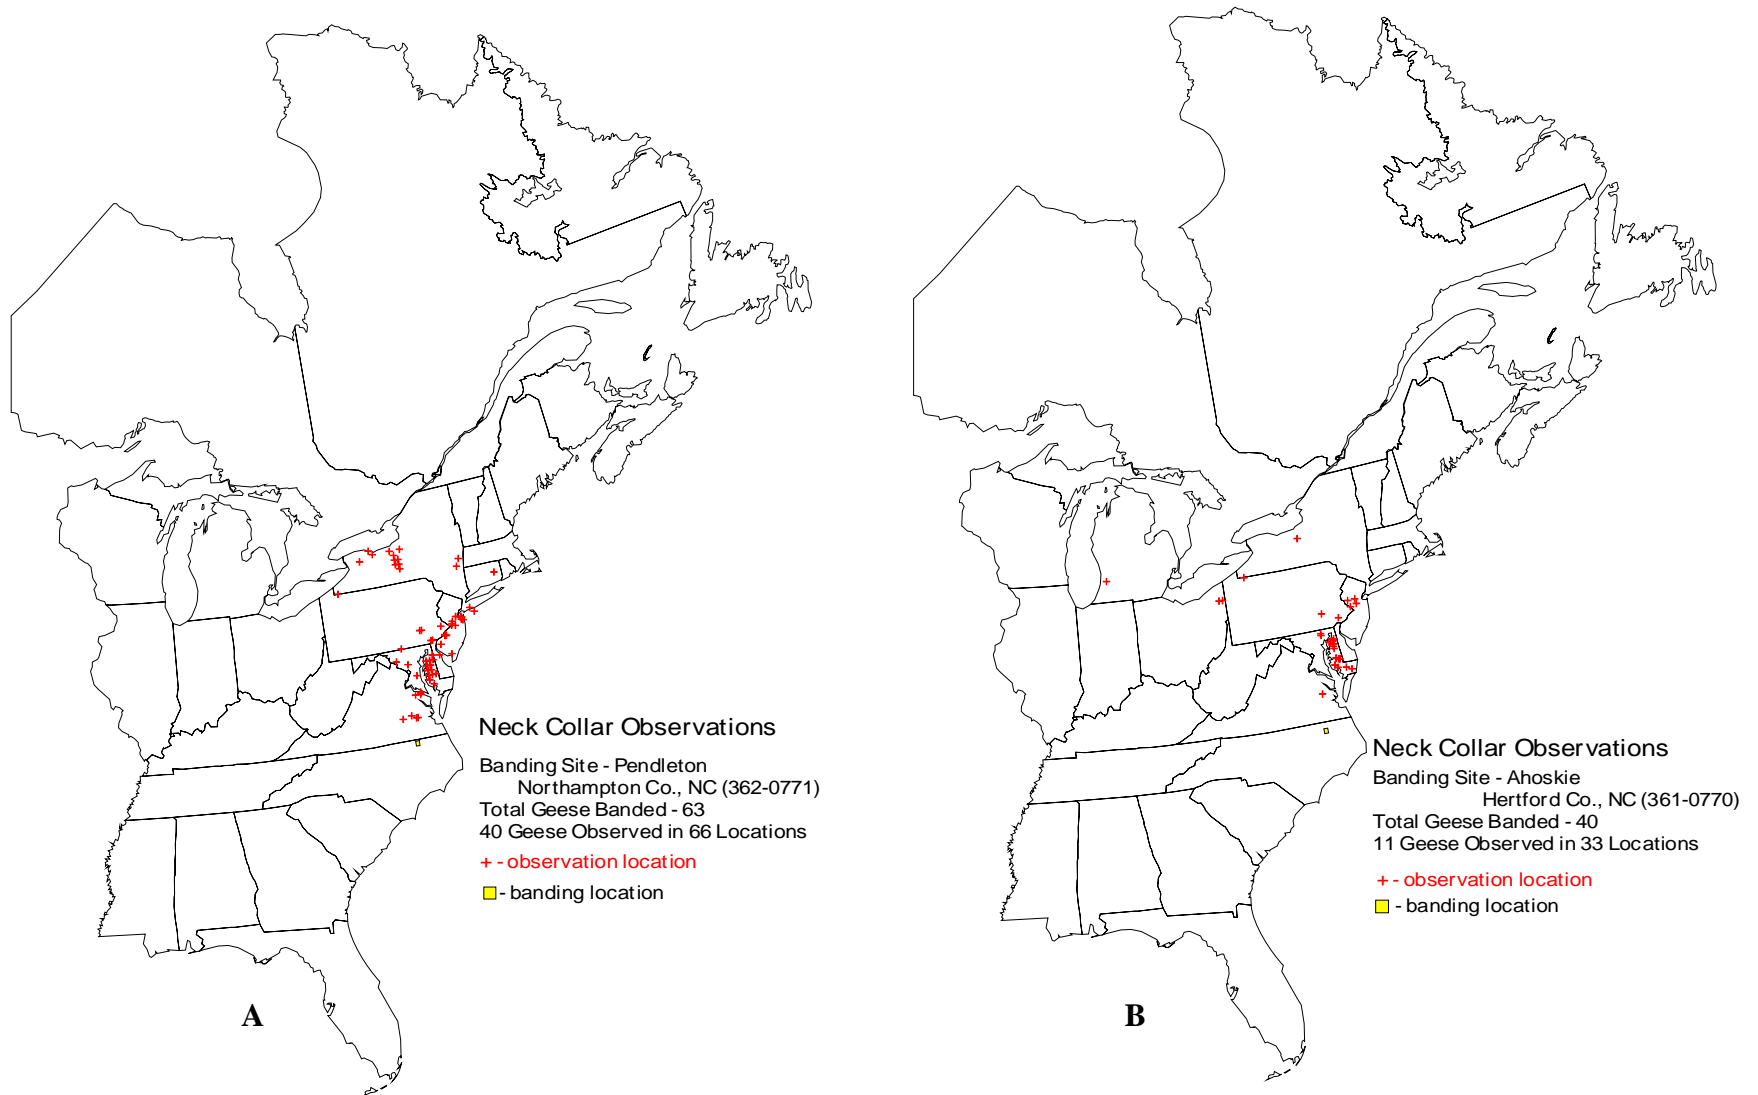 Neck Collar Observations
Banding Site - Pendleton
Northampton Co., NC (362-0771)
Total Geese Banded - 63
40 Geese Observed in 66 Locations
+ - observation location
- banding location
A
Neck Collar Observations
Banding Site - Ahoskie
Hertford Co., NC (361-0770)
Total Geese Banded - 40
11 Geese Observed in 33 Locations
+ - observation location
- banding location
B